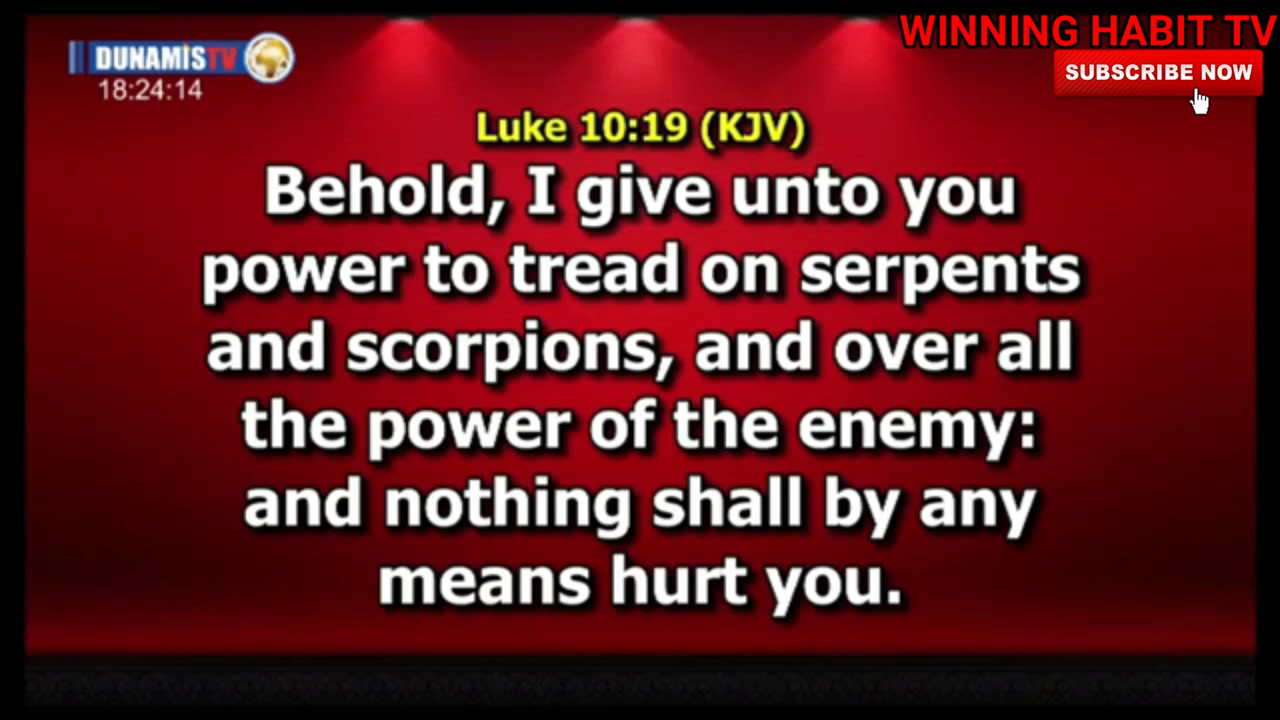 WINNING HABIT TV
DUNAMIS TV
SUBSCRIBE NOW
18:24:14
Luke 10:19 (KJV)
Behold, I give unto you
power to tread on serpents
and scorpions, and over all
the power of the enemy:
and nothing shall by any
means hurt you.